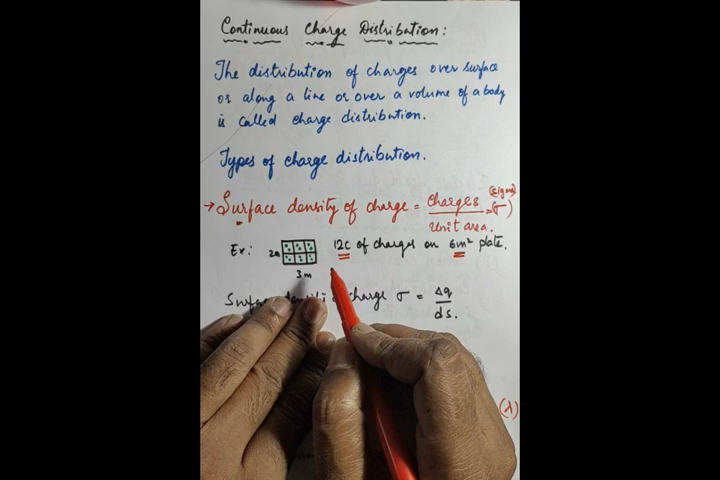 Continuous Charge Distribution:
The distribution of charges over surface
or along a line or over a volume of a body
is called charge distribution.
Types of charge distribution.
→ Surface density of charge = Charges / Unit area. = (σ) (Sigma)
Ex: 2m 3m 12C of charges on 6m² plate.
Surface charge σ = Δq / ds.
(λ)